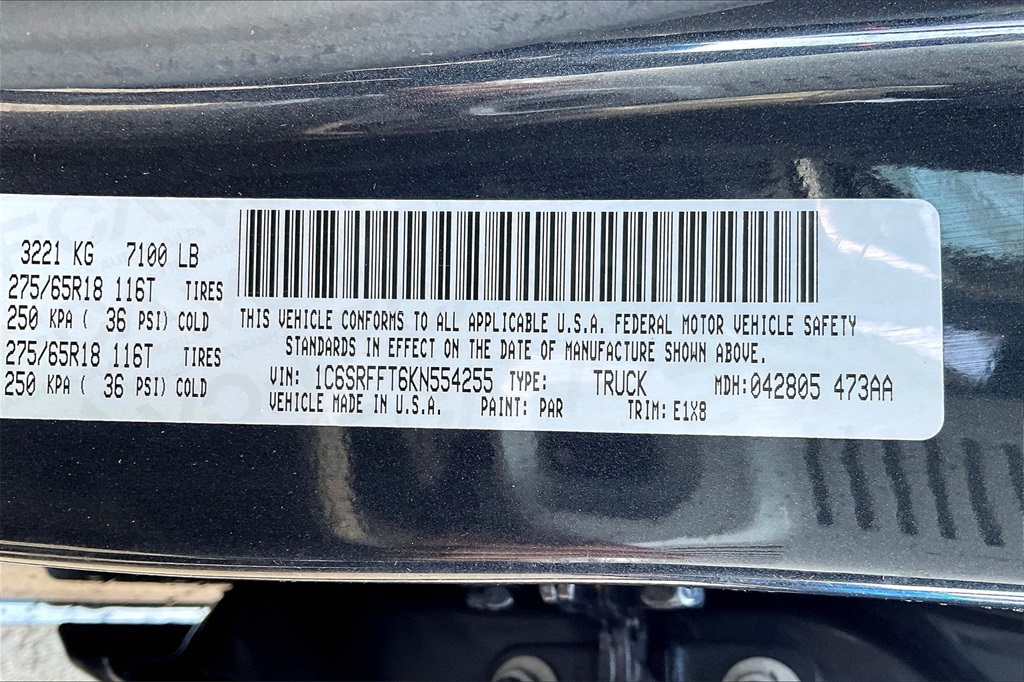 3221 KG 7100 LB
275/65R18 116T TIRES
250 KPA ( 36 PSI) COLD
275/65R18 116T TIRES
250 KPA ( 36 PSI) COLD
THIS VEHICLE CONFORMS TO ALL APPLICABLE U.S.A. FEDERAL MOTOR VEHICLE SAFETY
STANDARDS IN EFFECT ON THE DATE OF MANUFACTURE SHOWN ABOVE.
VIN: 1C6SRFFT6KN554255 TYPE: TRUCK MDH:042805 473AA
VEHICLE MADE IN U.S.A. PAINT: PAR TRIM: E1X8